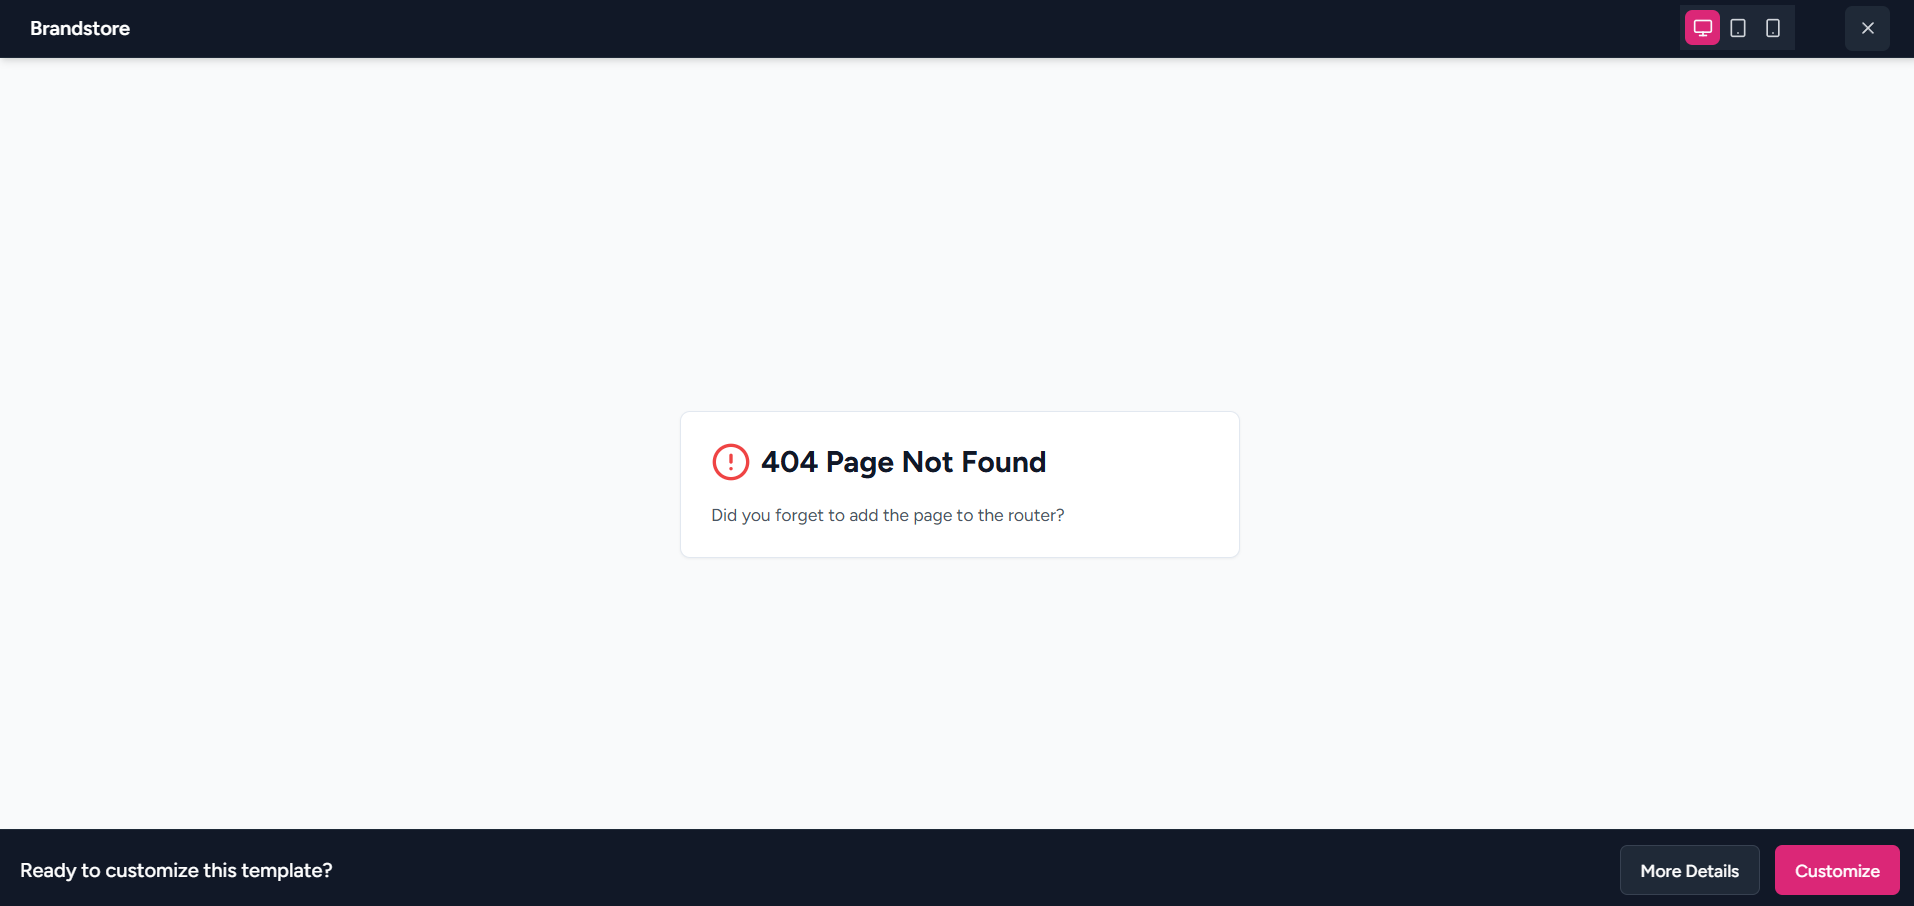 Brandstore
404 Page Not Found
Did you forget to add the page to the router?
Ready to customize this template?
More Details
Customize